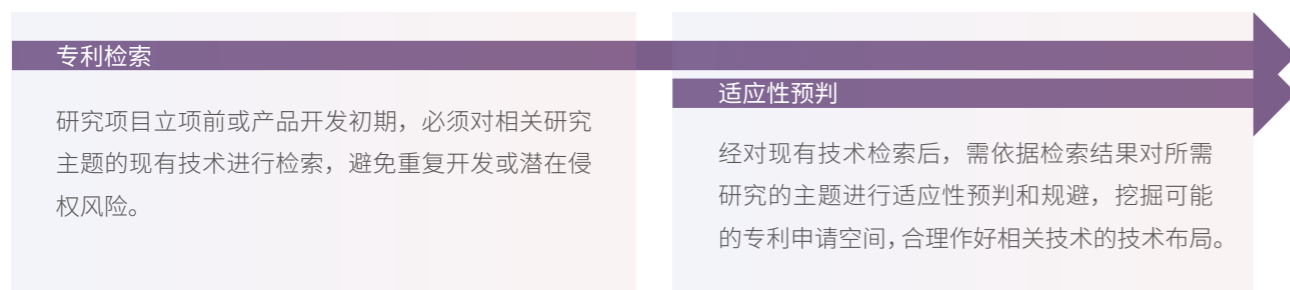 专利检索
研究项目立项前或产品开发初期，必须对相关研究
主题的现有技术进行检索，避免重复开发或潜在侵
权风险。
适应性预判
经对现有技术检索后，需依据检索结果对所需
研究的主题进行适应性预判和规避，挖掘可能
的专利申请空间，合理作好相关技术的技术布局。